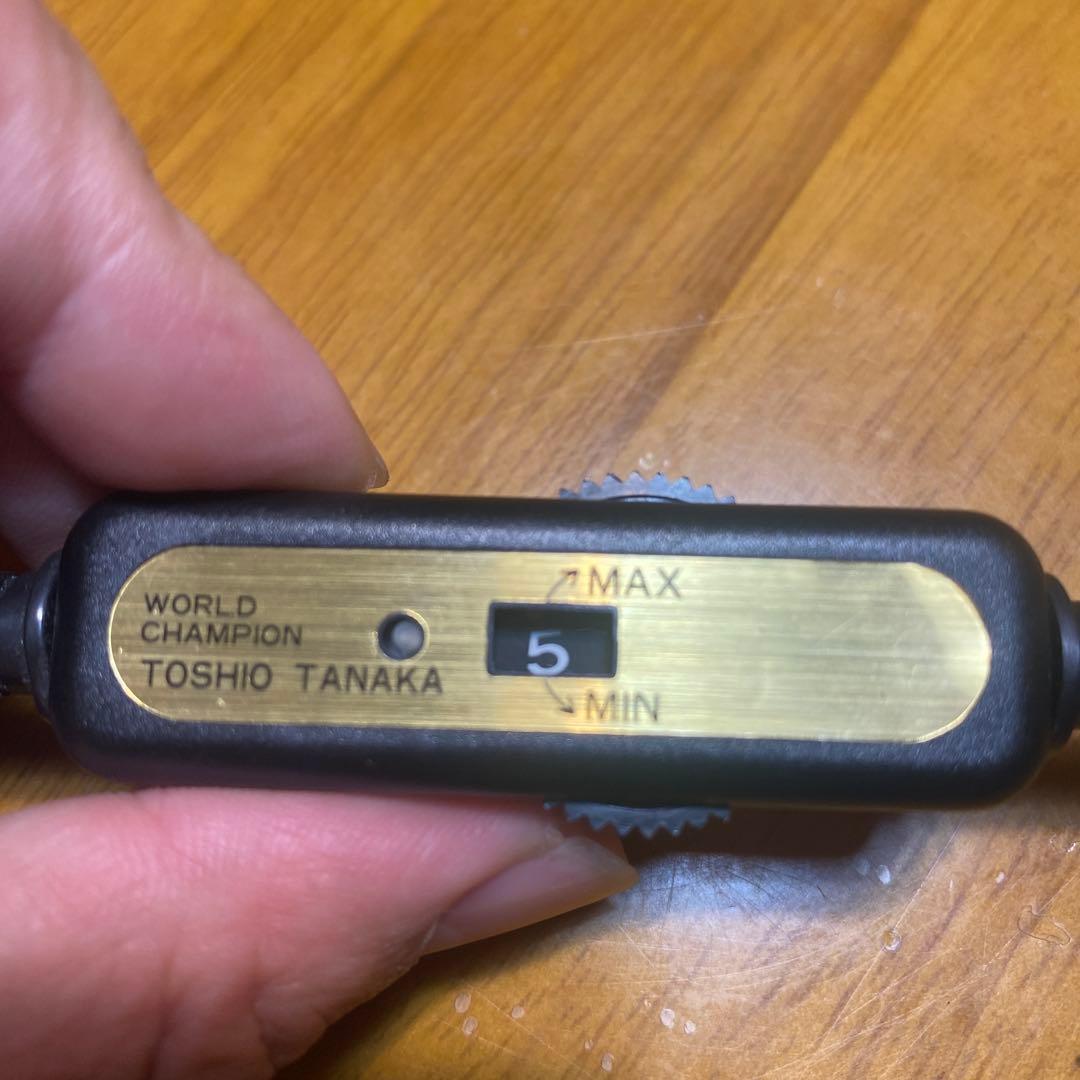 WORLD
CHAMPION
TOSHIO TANAKA
MAX
5
MIN